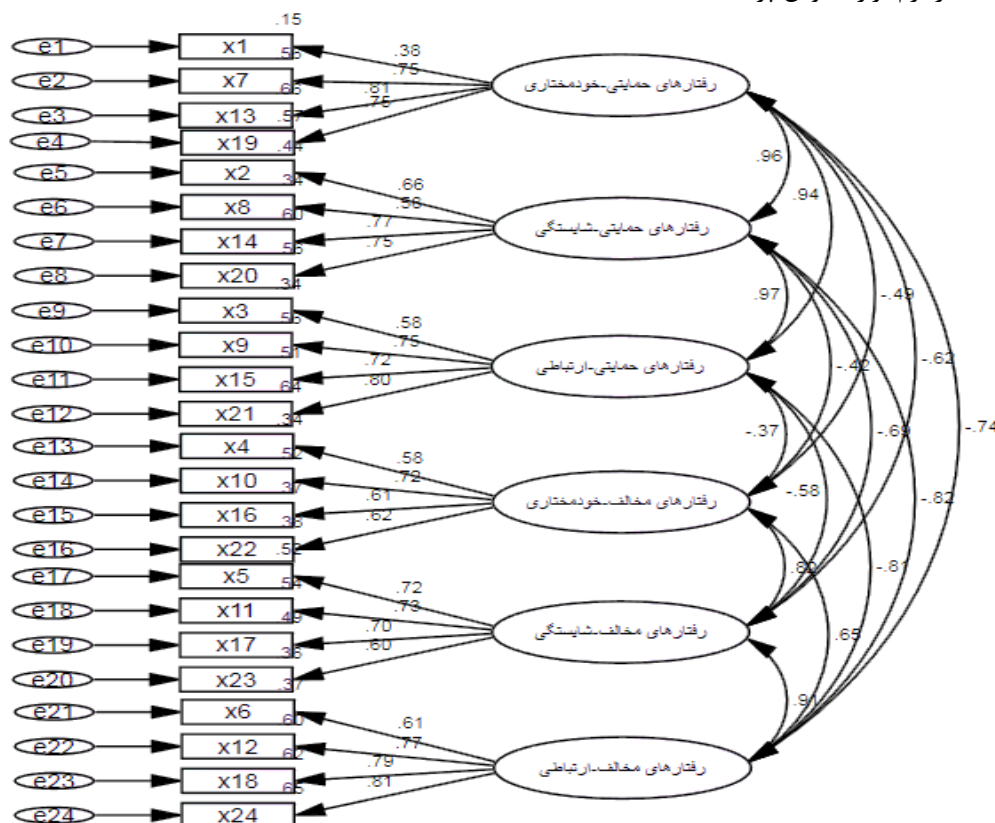 .15
e1 x1 .38
.56
e2 x7 .75
.66
e3 x13 .81
.57
e4 x19 .75
رفتارهای حمایتی-خودمختاری
.44
e5 x2 .66
.34
e6 x8 .58
.60
e7 x14 .77
.56
e8 x20 .75
رفتارهای حمایتی-شایستگی
.34
e9 x3 .58
.56
e10 x9 .75
.51
e11 x15 .72
.64
e12 x21 .80
رفتارهای حمایتی-ارتباطی
.34
e13 x4 .58
.52
e14 x10 .72
.37
e15 x16 .61
.38
e16 x22 .62
رفتارهای مخالف-خودمختاری
.52
e17 x5 .72
.54
e18 x11 .73
.49
e19 x17 .70
.36
e20 x23 .60
رفتارهای مخالف-شایستگی
.37
e21 x6 .61
.60
e22 x12 .77
.62
e23 x18 .79
.65
e24 x24 .81
رفتارهای مخالف-ارتباطی
.96
.94
.97
-.49
-.62
-.42
-.74
-.37
-.69
-.58
-.82
-.81
.65
.91